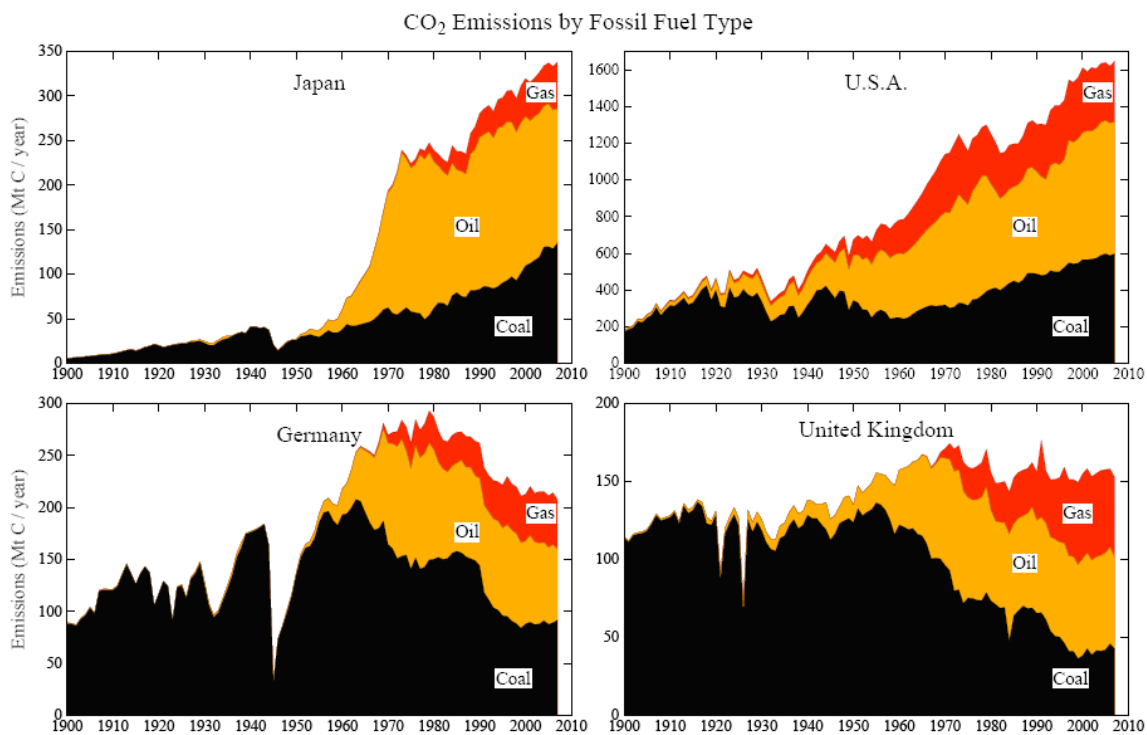 CO2 Emissions by Fossil Fuel Type
Japan
Emissions (Mt C / year)
350
300
250
200
150
100
50
0
Gas
Oil
Coal
1900 1910 1920 1930 1940 1950 1960 1970 1980 1990 2000 2010
U.S.A.
1600
1400
1200
1000
800
600
400
200
0
Gas
Oil
Coal
1900 1910 1920 1930 1940 1950 1960 1970 1980 1990 2000 2010
Germany
Emissions (Mt C / year)
300
250
200
150
100
50
0
Gas
Oil
Coal
1900 1910 1920 1930 1940 1950 1960 1970 1980 1990 2000 2010
United Kingdom
200
150
100
50
0
Gas
Oil
Coal
1900 1910 1920 1930 1940 1950 1960 1970 1980 1990 2000 2010